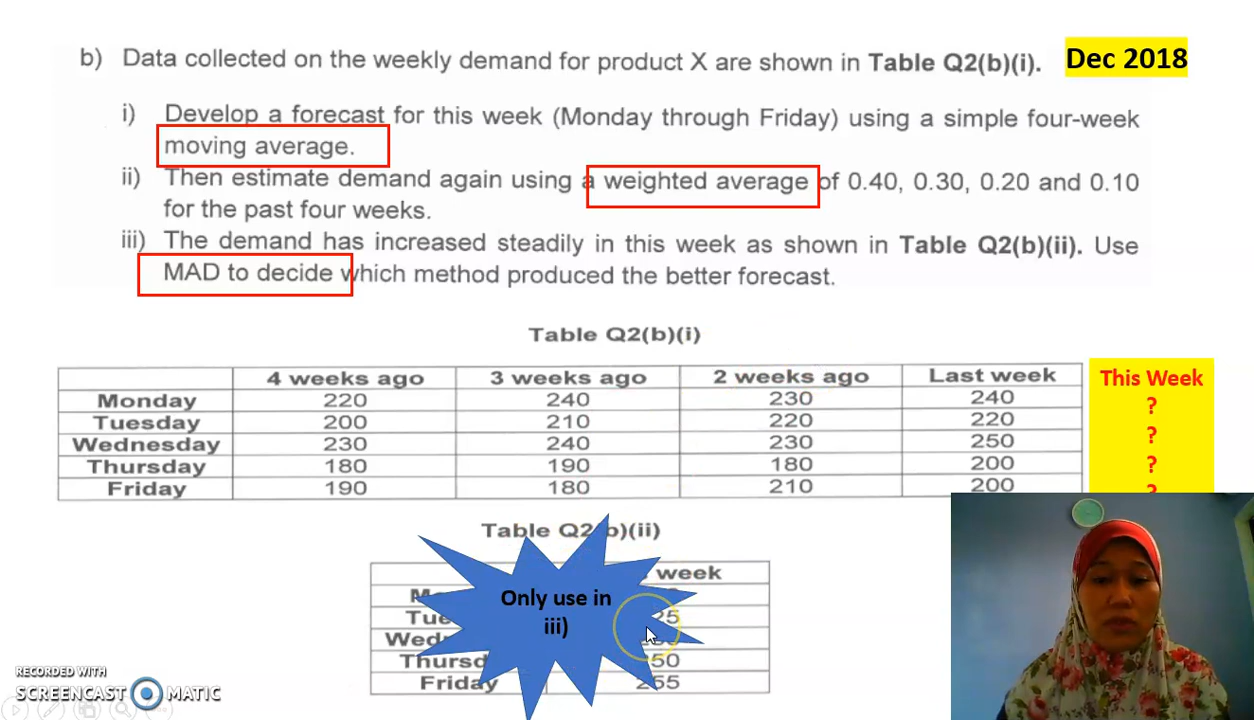 b) Data collected on the weekly demand for product X are shown in Table Q2(b)(i).
Dec 2018
i) Develop a forecast for this week (Monday through Friday) using a simple four-week
moving average.
ii) Then estimate demand again using a weighted average of 0.40, 0.30, 0.20 and 0.10
for the past four weeks.
iii) The demand has increased steadily in this week as shown in Table Q2(b)(ii). Use
MAD to decide which method produced the better forecast.
Table Q2(b)(i)
4 weeks ago 3 weeks ago 2 weeks ago Last week This Week
Monday 220 240 230 240 ?
Tuesday 200 210 220 220 ?
Wednesday 230 240 230 250 ?
Thursday 180 190 180 200
Friday 190 180 210 200
Table Q2(b)(ii)
week
Only use in
iii)
Friday 255
RECORDED WITH
SCREENCAST MATIC